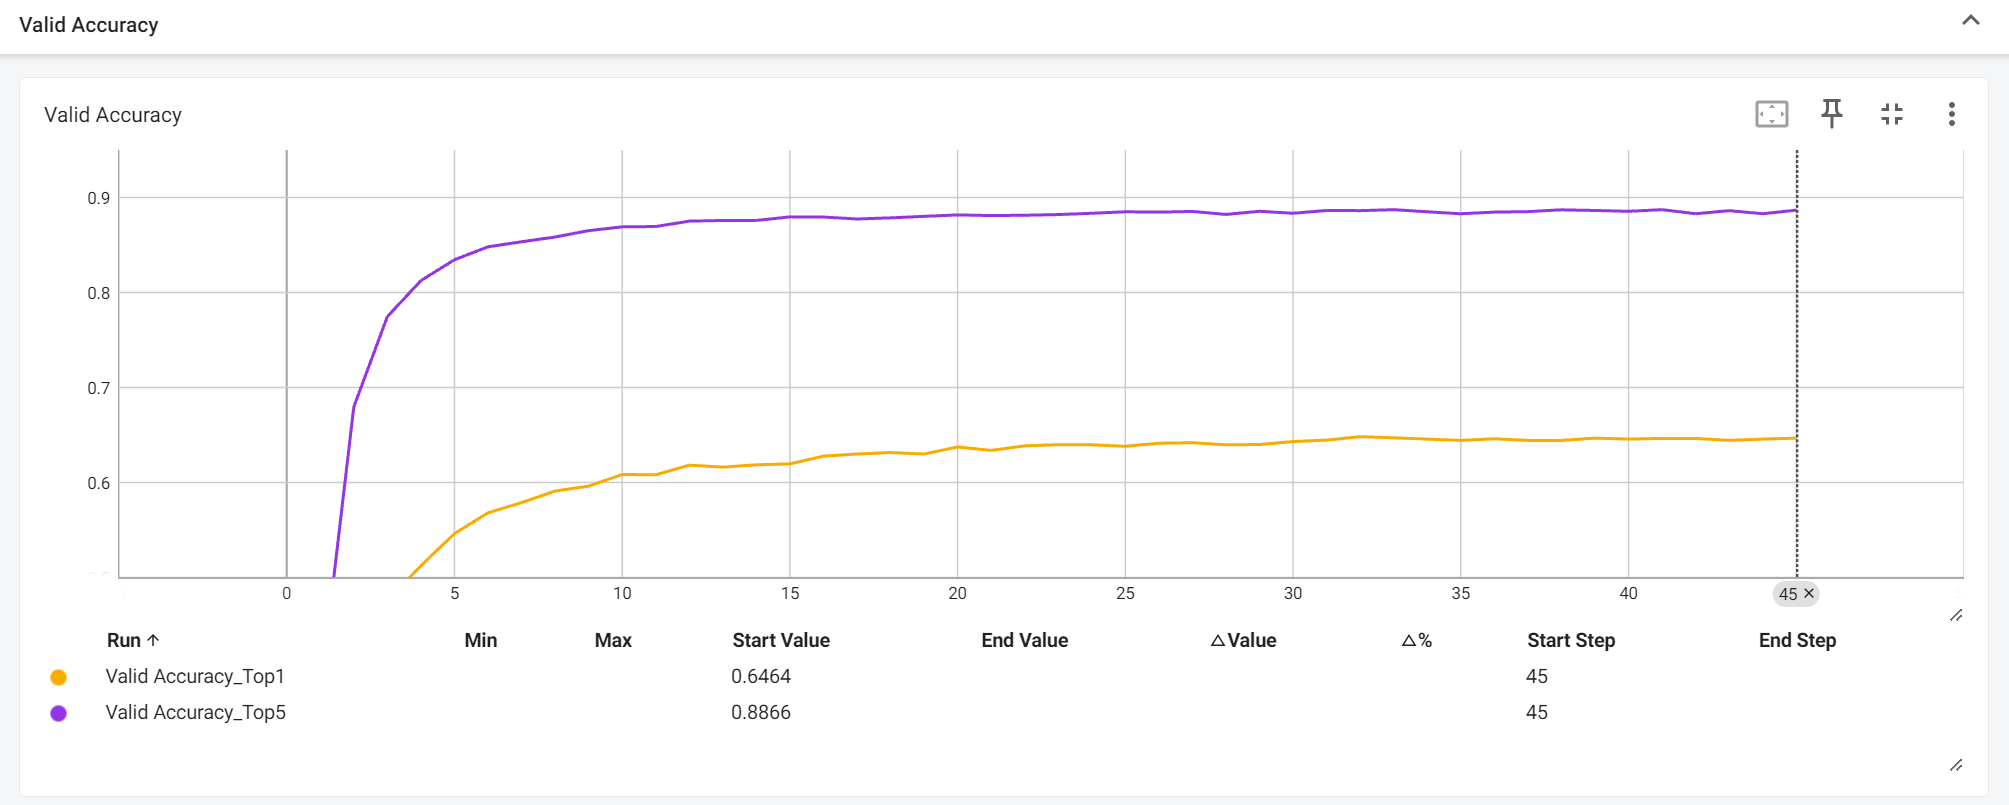 Valid Accuracy
Valid Accuracy
0.9
0.8
0.7
0.6
0 5 10 15 20 25 30 35 40 45 ×
Run ↑ Min Max Start Value End Value △Value △% Start Step End Step
Valid Accuracy_Top1 0.6464 45
Valid Accuracy_Top5 0.8866 45